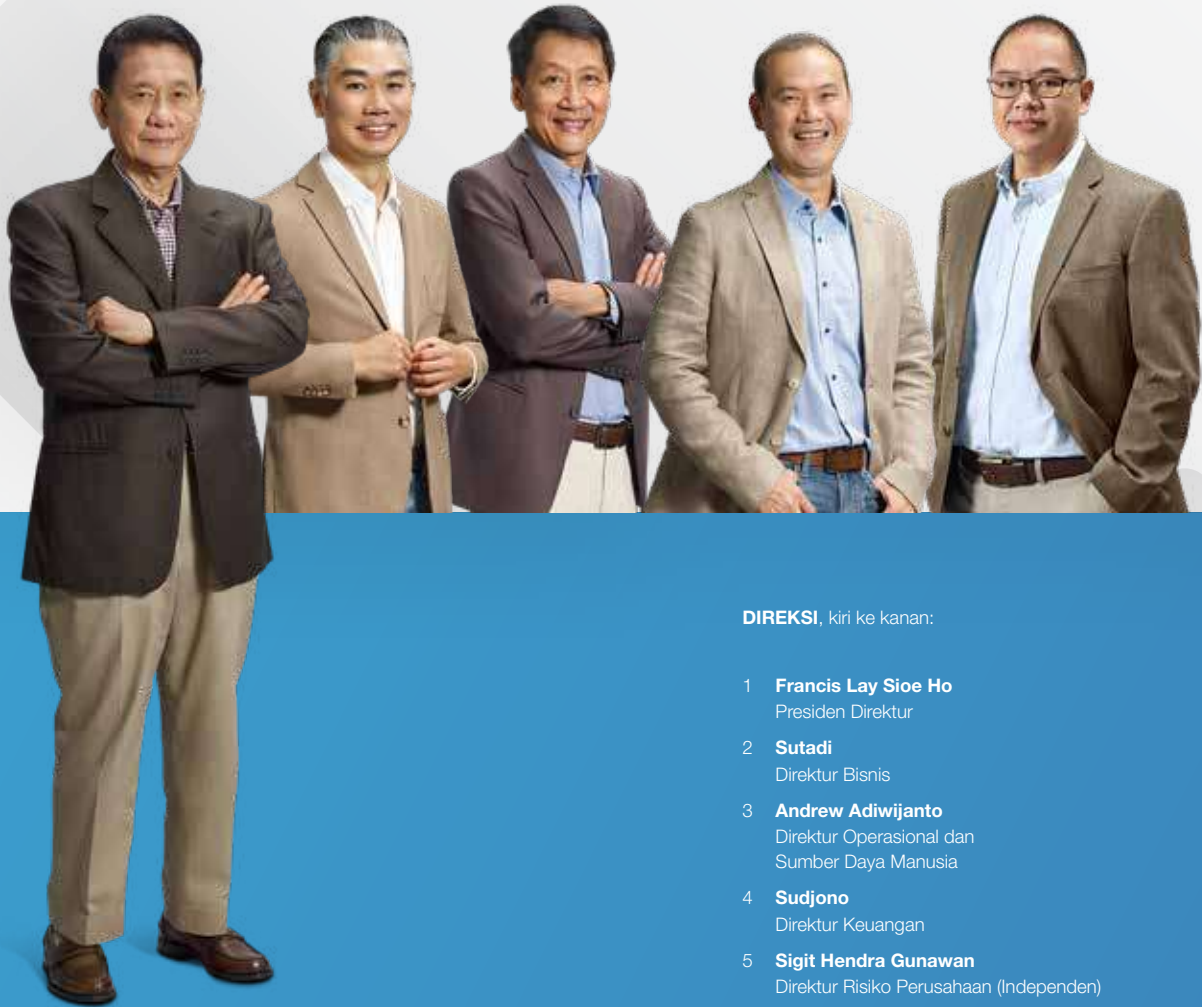 DIREKSI, kiri ke kanan:
1 Francis Lay Sioe Ho
Presiden Direktur
2 Sutadi
Direktur Bisnis
3 Andrew Adiwijanto
Direktur Operasional dan
Sumber Daya Manusia
4 Sudjono
Direktur Keuangan
5 Sigit Hendra Gunawan
Direktur Risiko Perusahaan (Independen)